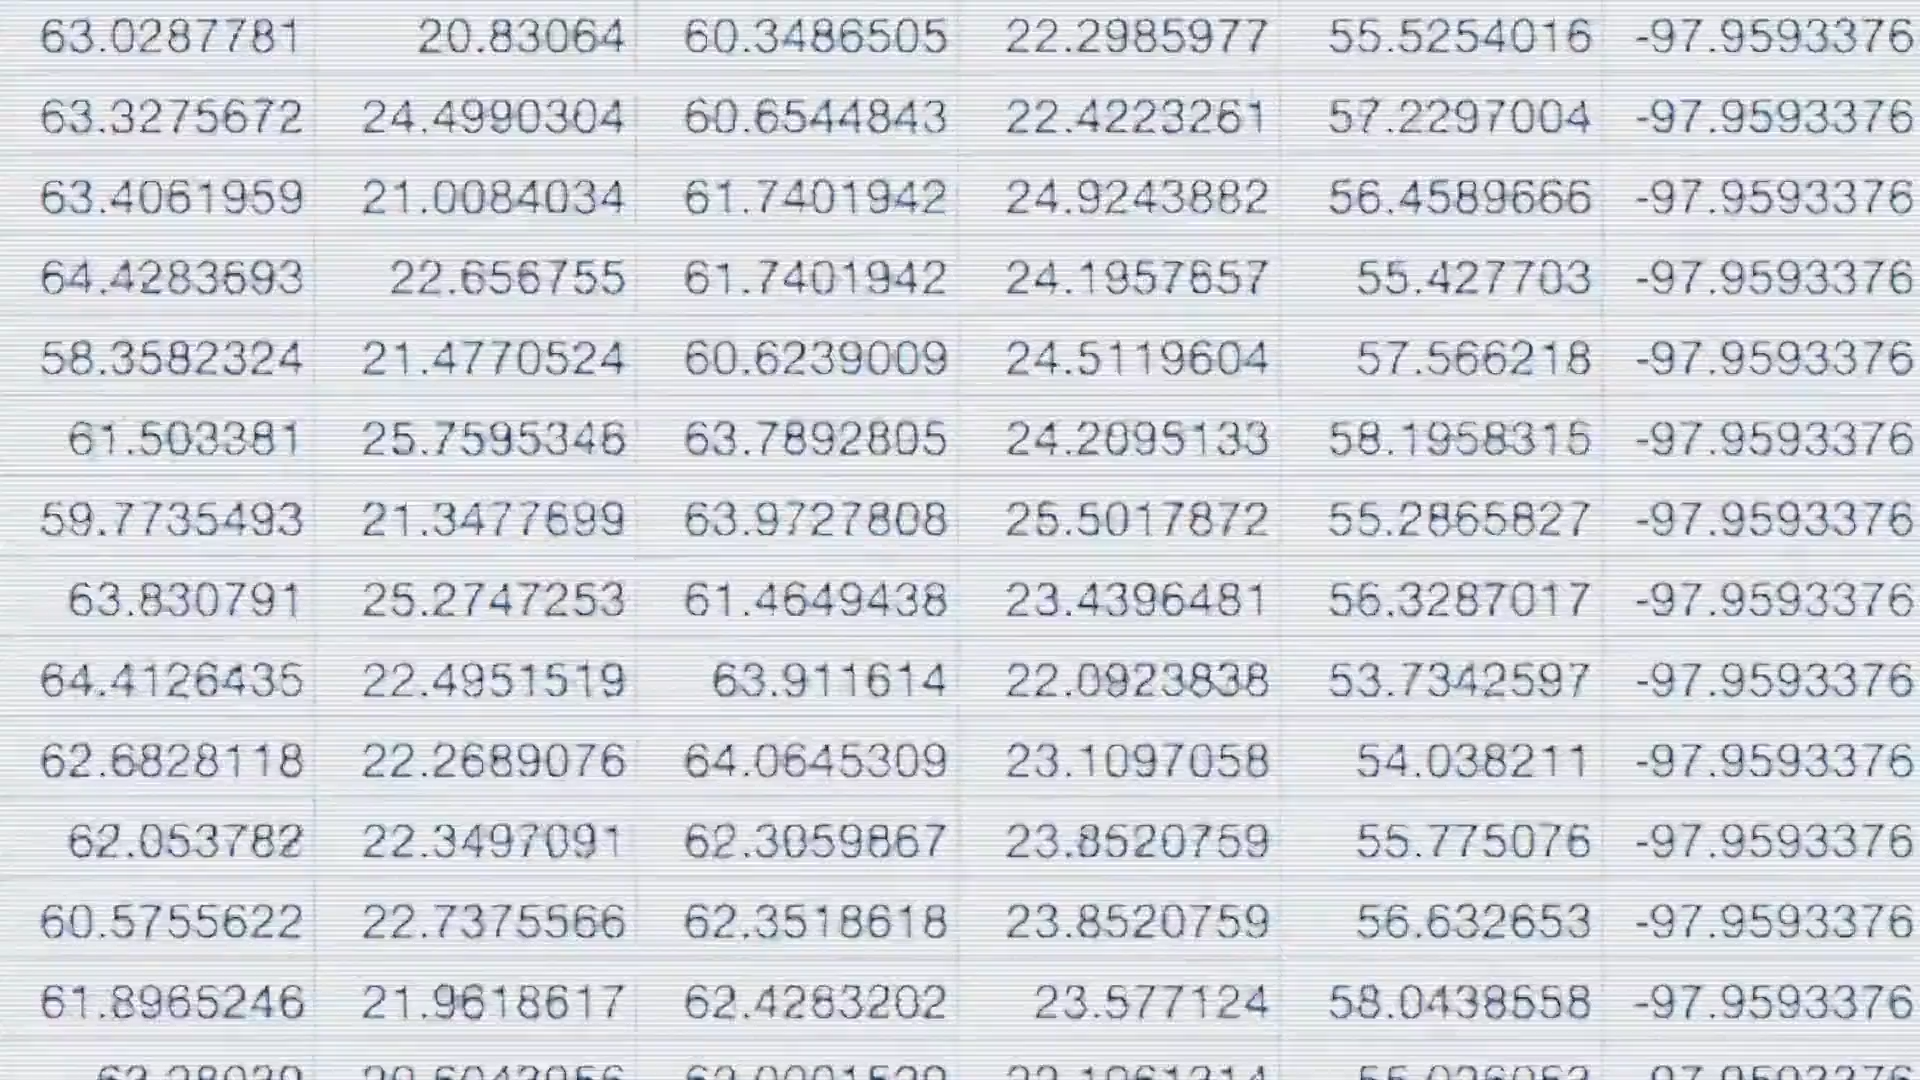 63.0287781 20.83064 60.3486505 22.2985977 55.5254016 -97.9593376
63.3275672 24.4990304 60.6544843 22.4223261 57.2297004 -97.9593376
63.4061959 21.0084034 61.7401942 24.9243882 56.4589666 -97.9593376
64.4283693 22.656755 61.7401942 24.1957657 55.427703 -97.9593376
58.3582324 21.4770524 60.6239009 24.5119604 57.566218 -97.9593376
61.503381 25.7595346 63.7892805 24.2095133 58.1958315 -97.9593376
59.7735493 21.3477699 63.9727808 25.5017872 55.2865827 -97.9593376
63.830791 25.2747253 61.4649438 23.4396481 56.3287017 -97.9593376
64.4126435 22.4951519 63.911614 22.0923838 53.7342597 -97.9593376
62.6828118 22.2689076 64.0645309 23.1097058 54.038211 -97.9593376
62.053782 22.3497091 62.3059867 23.8520759 55.775076 -97.9593376
60.5755622 22.7375566 62.3518618 23.8520759 56.632653 -97.9593376
61.8965246 21.9618617 62.4283202 23.577124 58.0438558 -97.9593376